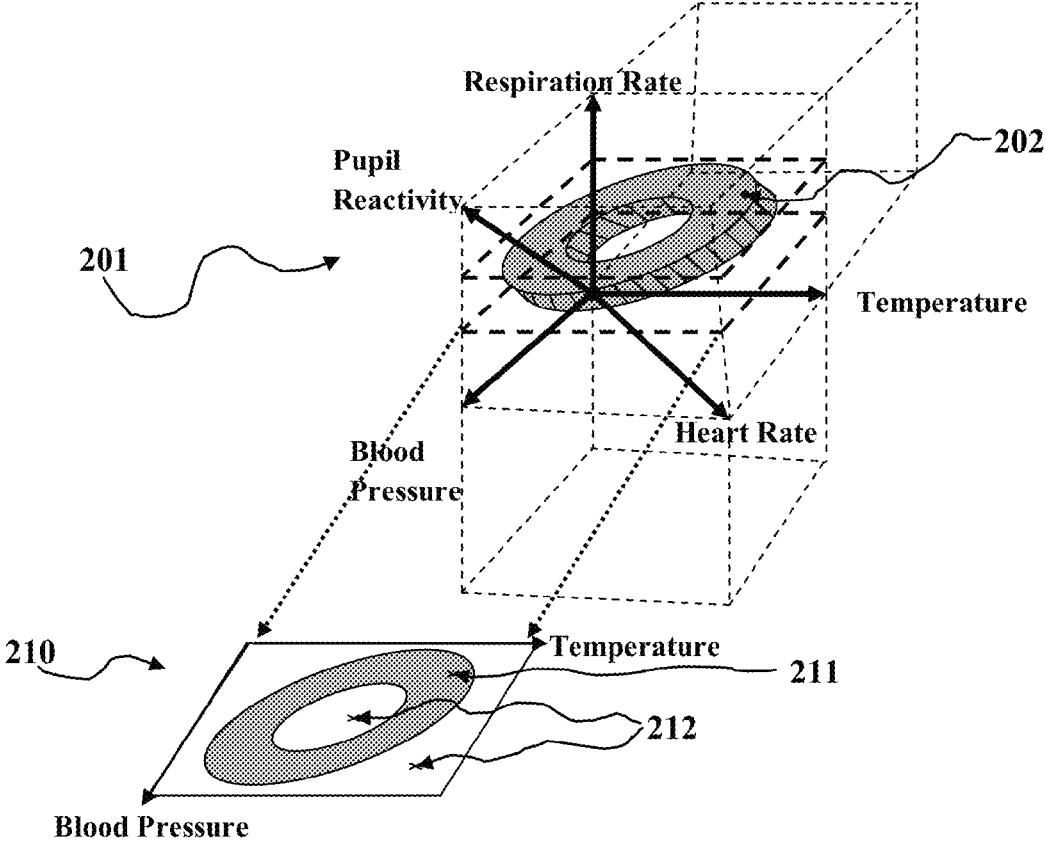 Respiration Rate
202
Pupil
Reactivity
201
Temperature
Heart Rate
Blood
Pressure
210
Temperature
211
212
Blood Pressure